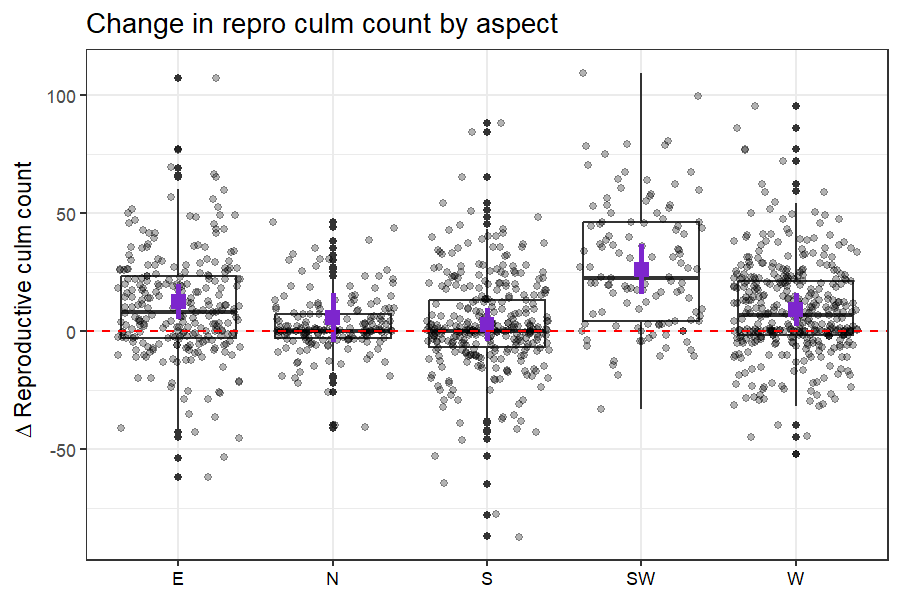 Change in repro culm count by aspect
Δ Reproductive culm count
100
50
0
-50
E N S SW W